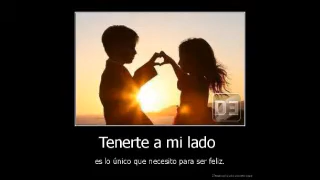 Tenerte a mi lado
es lo único que necesito para ser feliz.